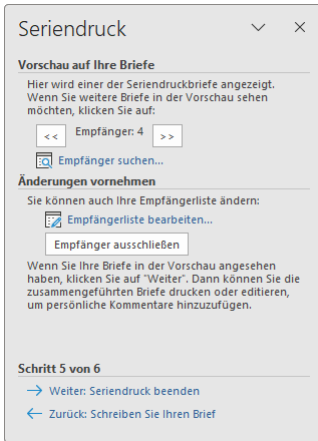 Seriendruck
Vorschau auf Ihre Briefe
Hier wird einer der Seriendruckbriefe angezeigt.
Wenn Sie weitere Briefe in der Vorschau sehen
möchten, klicken Sie auf:
<< Empfänger: 4 >>
Empfänger suchen...
Änderungen vornehmen
Sie können auch Ihre Empfängerliste ändern:
Empfängerliste bearbeiten...
Empfänger ausschließen
Wenn Sie Ihre Briefe in der Vorschau angesehen
haben, klicken Sie auf "Weiter". Dann können Sie die
zusammengeführten Briefe drucken oder editieren,
um persönliche Kommentare hinzuzufügen.
Schritt 5 von 6
Weiter: Seriendruck beenden
Zurück: Schreiben Sie Ihren Brief